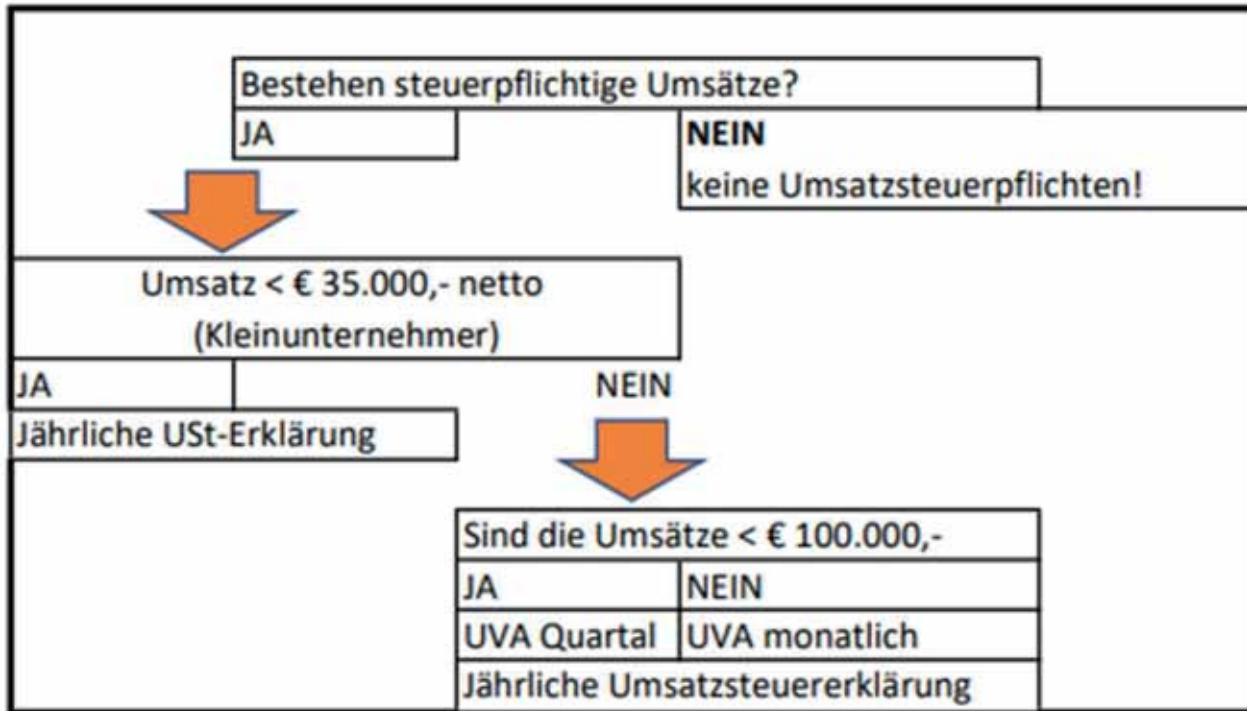 Bestehen steuerpflichtige Umsätze?
JA
NEIN
keine Umsatzsteuerpflichten!
Umsatz < € 35.000,- netto
(Kleinunternehmer)
JA
NEIN
Jährliche USt-Erklärung
Sind die Umsätze < € 100.000,-
JA
NEIN
UVA Quartal
UVA monatlich
Jährliche Umsatzsteuererklärung